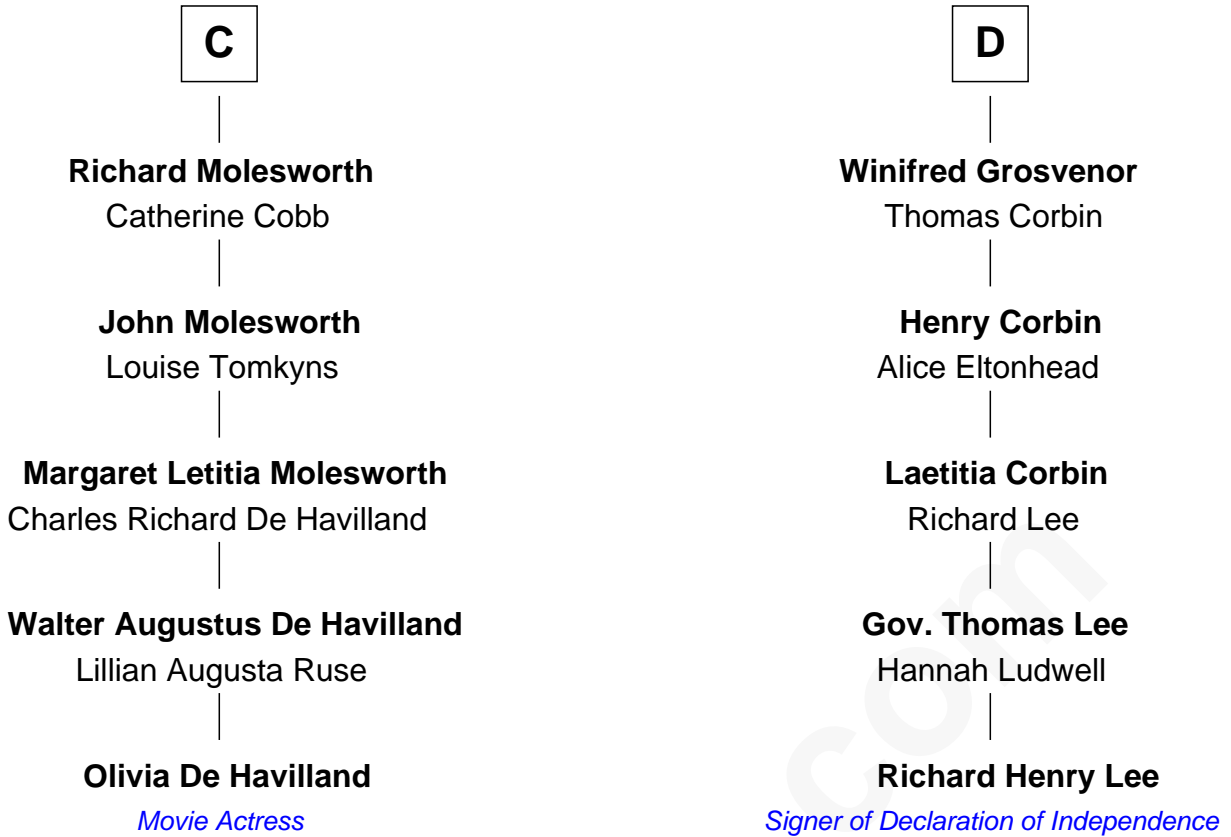 C
Richard Molesworth
Catherine Cobb
John Molesworth
Louise Tomkyns
Margaret Letitia Molesworth
Charles Richard De Havilland
Walter Augustus De Havilland
Lillian Augusta Ruse
Olivia De Havilland
Movie Actress
D
Winifred Grosvenor
Thomas Corbin
Henry Corbin
Alice Eltonhead
Laetitia Corbin
Richard Lee
Gov. Thomas Lee
Hannah Ludwell
Richard Henry Lee
Signer of Declaration of Independence
com